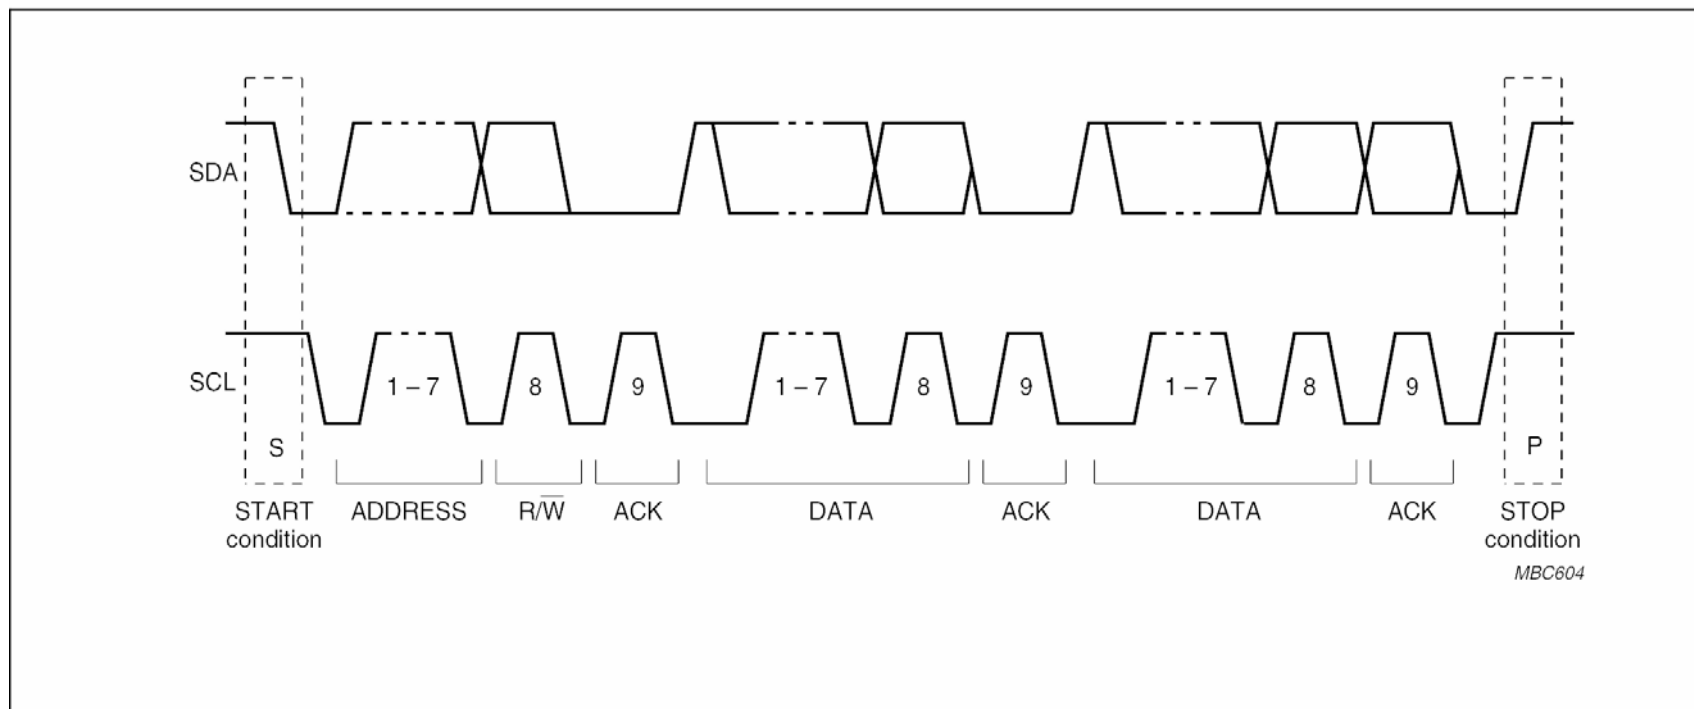 SDA
SCL
1 – 7
8
9
1 – 7
8
9
1 – 7
8
9
S
P
START
condition
ADDRESS
R/W̅
ACK
DATA
ACK
DATA
ACK
STOP
condition
MBC604